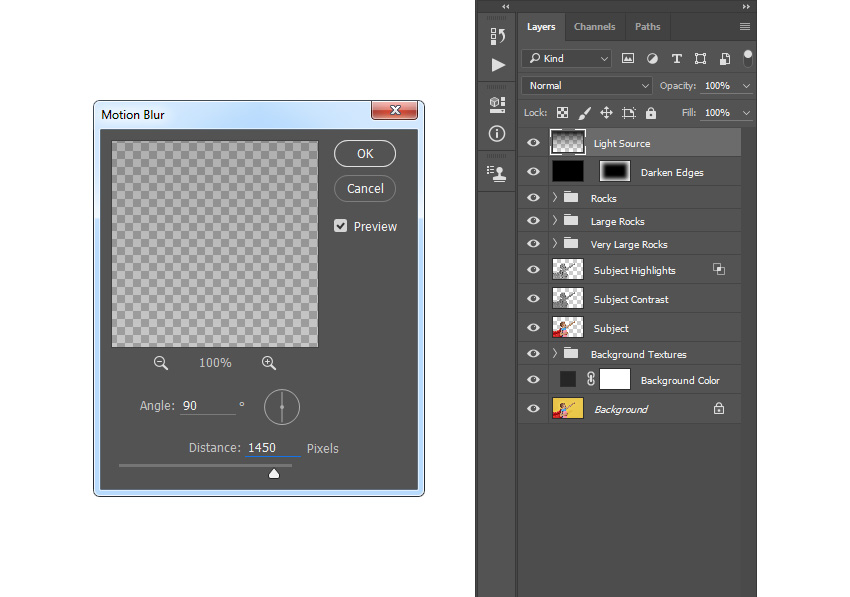 Motion Blur
OK
Cancel
Preview
100%
Angle: 90 °
Distance: 1450 Pixels
Layers Channels Paths
Kind
Normal Opacity: 100%
Lock: Fill: 100%
Light Source
Darken Edges
Rocks
Large Rocks
Very Large Rocks
Subject Highlights
Subject Contrast
Subject
Background Textures
Background Color
Background